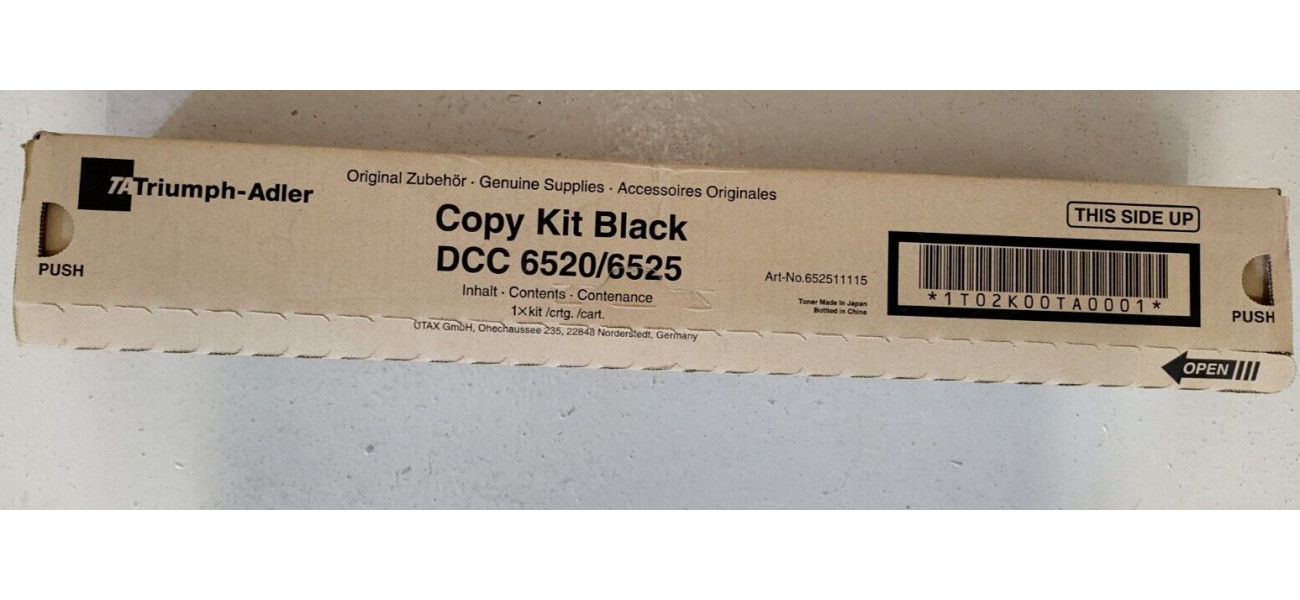 TA Triumph-Adler
Original Zubehör · Genuine Supplies · Accessoires Originales
Copy Kit Black
DCC 6520/6525
Inhalt · Contents · Contenance
1×kit /crtg. /cart.
UTAX GmbH, Ohechaussee 235, 22848 Norderstedt, Germany
Art-No.652511115
Toner Made in Japan
Bottled in China
THIS SIDE UP
*1T02K00TA0001*
PUSH
PUSH
OPEN